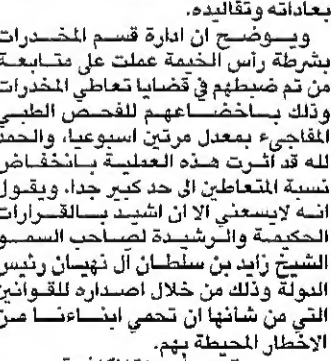 بعاداته وتقاليده.
ويوضح ان ادارة قسم المخدرات
بشرطة رأس الخيمة عملت على متابعة
من تم ضبطهم في قضايا تعاطي المخدرات
وذلك باخضاعهم للفحص الطبي
المفاجىء بمعدل مرتين اسبوعيا، والحمد
لله قد اثرت هذه العملية بانخفاض
نسبة المتعاطين الى حد كبير جدا، ويقول
انه لايسعني الا ان اشيد بالقرارات
الحكيمة والرشيدة لصاحب السمو
الشيخ زايد بن سلطان آل نهيان رئيس
الدولة وذلك من خلال اصداره للقوانين
التي من شأنها ان تحمي ابناءنا من
الاخطار المحيطة بهم.